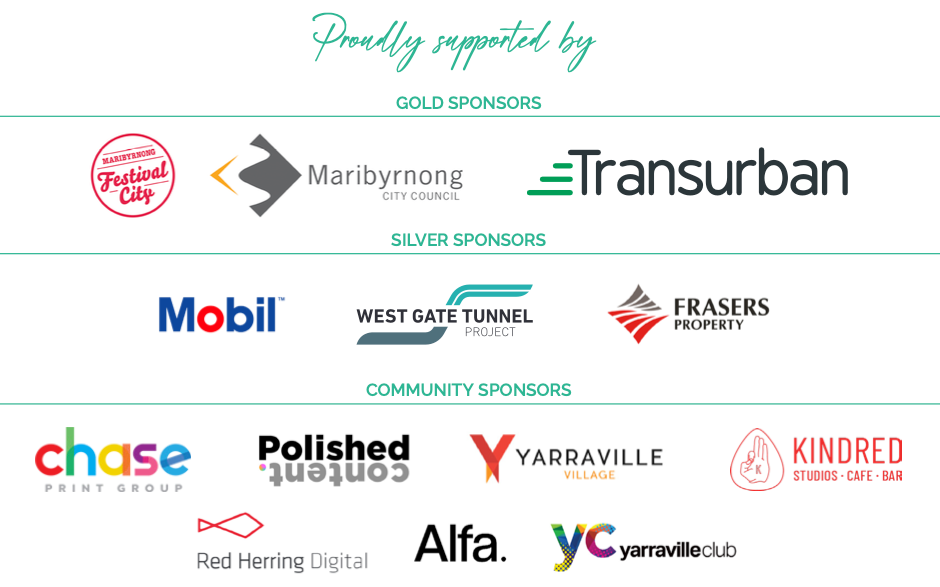 Proudly supported by
GOLD SPONSORS
MARIBYRNONG
Festival
City
Maribyrnong
CITY COUNCIL
Transurban
SILVER SPONSORS
Mobil™
WEST GATE TUNNEL
PROJECT
FRASERS
PROPERTY
COMMUNITY SPONSORS
chase
PRINT GROUP
Polished
content
YARRAVILLE
VILLAGE
K
KINDRED
STUDIOS · CAFE · BAR
Red Herring Digital
Alfa.
yc yarravilleclub